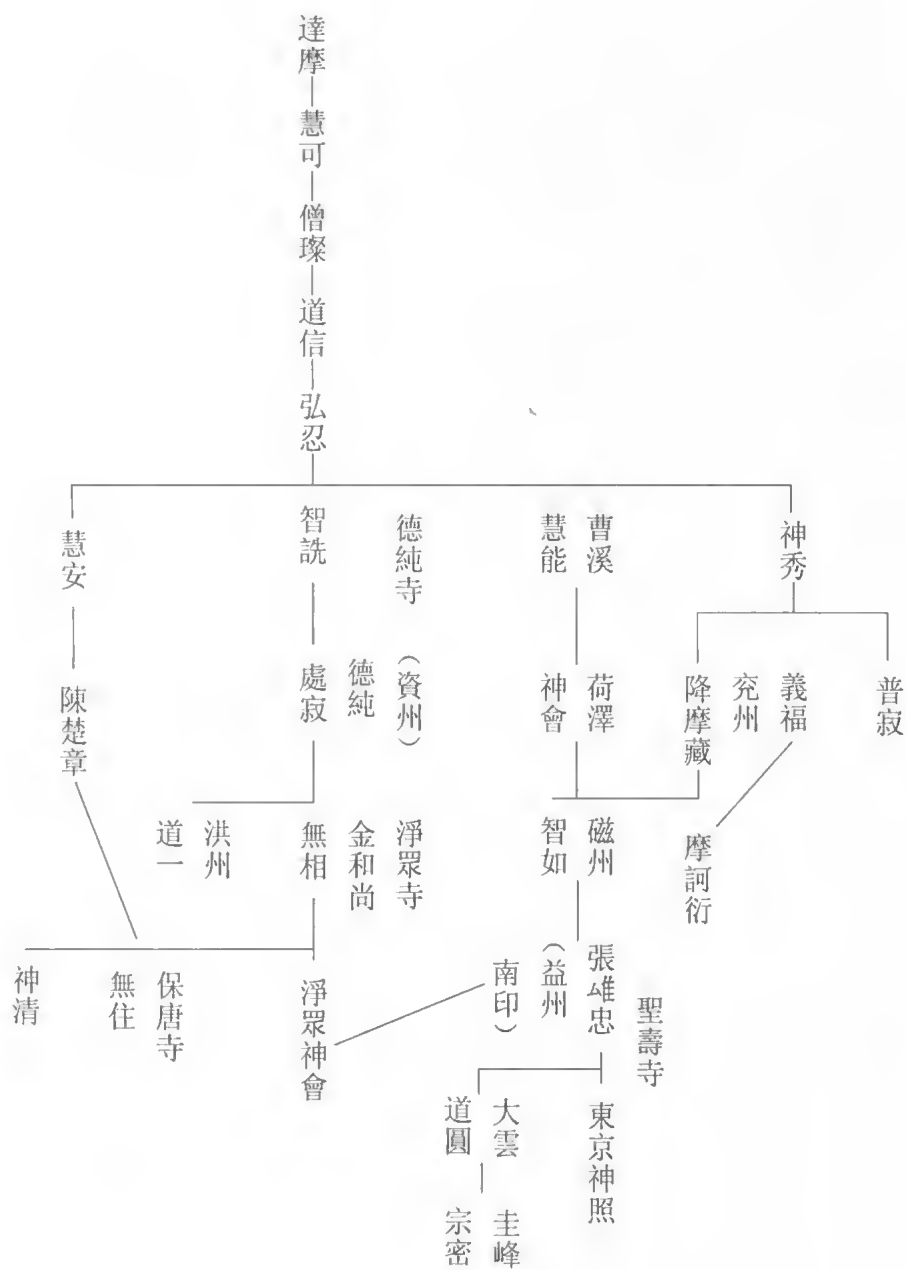 達摩
慧可
僧璨
道信
弘忍
神秀
曹溪
慧能
德純寺
智詵
慧安
普寂
義福
兗州
降摩藏
荷澤
神會
(資州)
德純
處寂
陳楚章
摩訶衍
磁州
智如
淨眾寺
金和尚
無相
洪州
道一
聖壽寺
張雄忠
(益州
南印)
淨眾神會
保唐寺
無住
神清
東京神照
大雲
道圓
圭峰
宗密